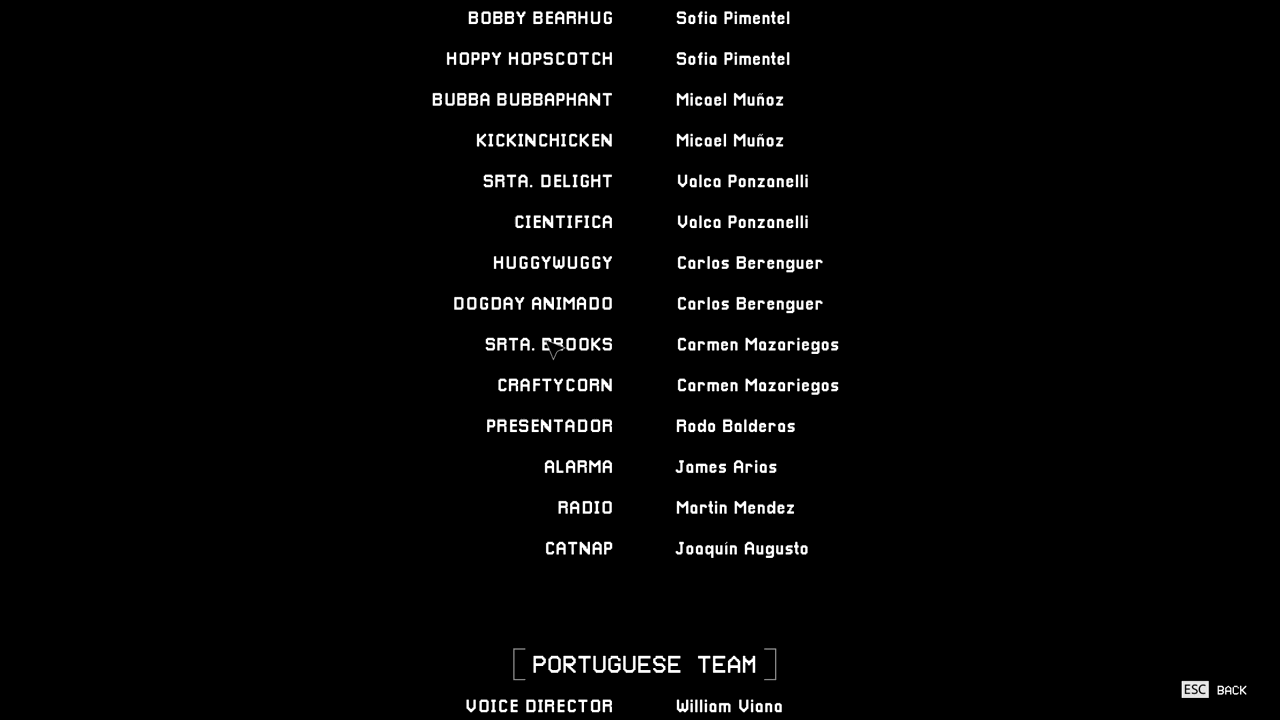 BOBBY BEARHUG Sofia Pimentel
HOPPY HOPSCOTCH Sofia Pimentel
BUBBA BUBBAPHANT Micael Muñoz
KICKINCHICKEN Micael Muñoz
SRTA. DELIGHT Valca Ponzanelli
CIENTIFICA Valca Ponzanelli
HUGGYWUGGY Carlos Berenguer
DOGDAY ANIMADO Carlos Berenguer
SRTA. BROOKS Carmen Mazariegos
CRAFTYCORN Carmen Mazariegos
PRESENTADOR Rodo Balderas
ALARMA James Arias
RADIO Martin Mendez
CATNAP Joaquín Augusto
PORTUGUESE TEAM
ESC BACK
VOICE DIRECTOR William Viana